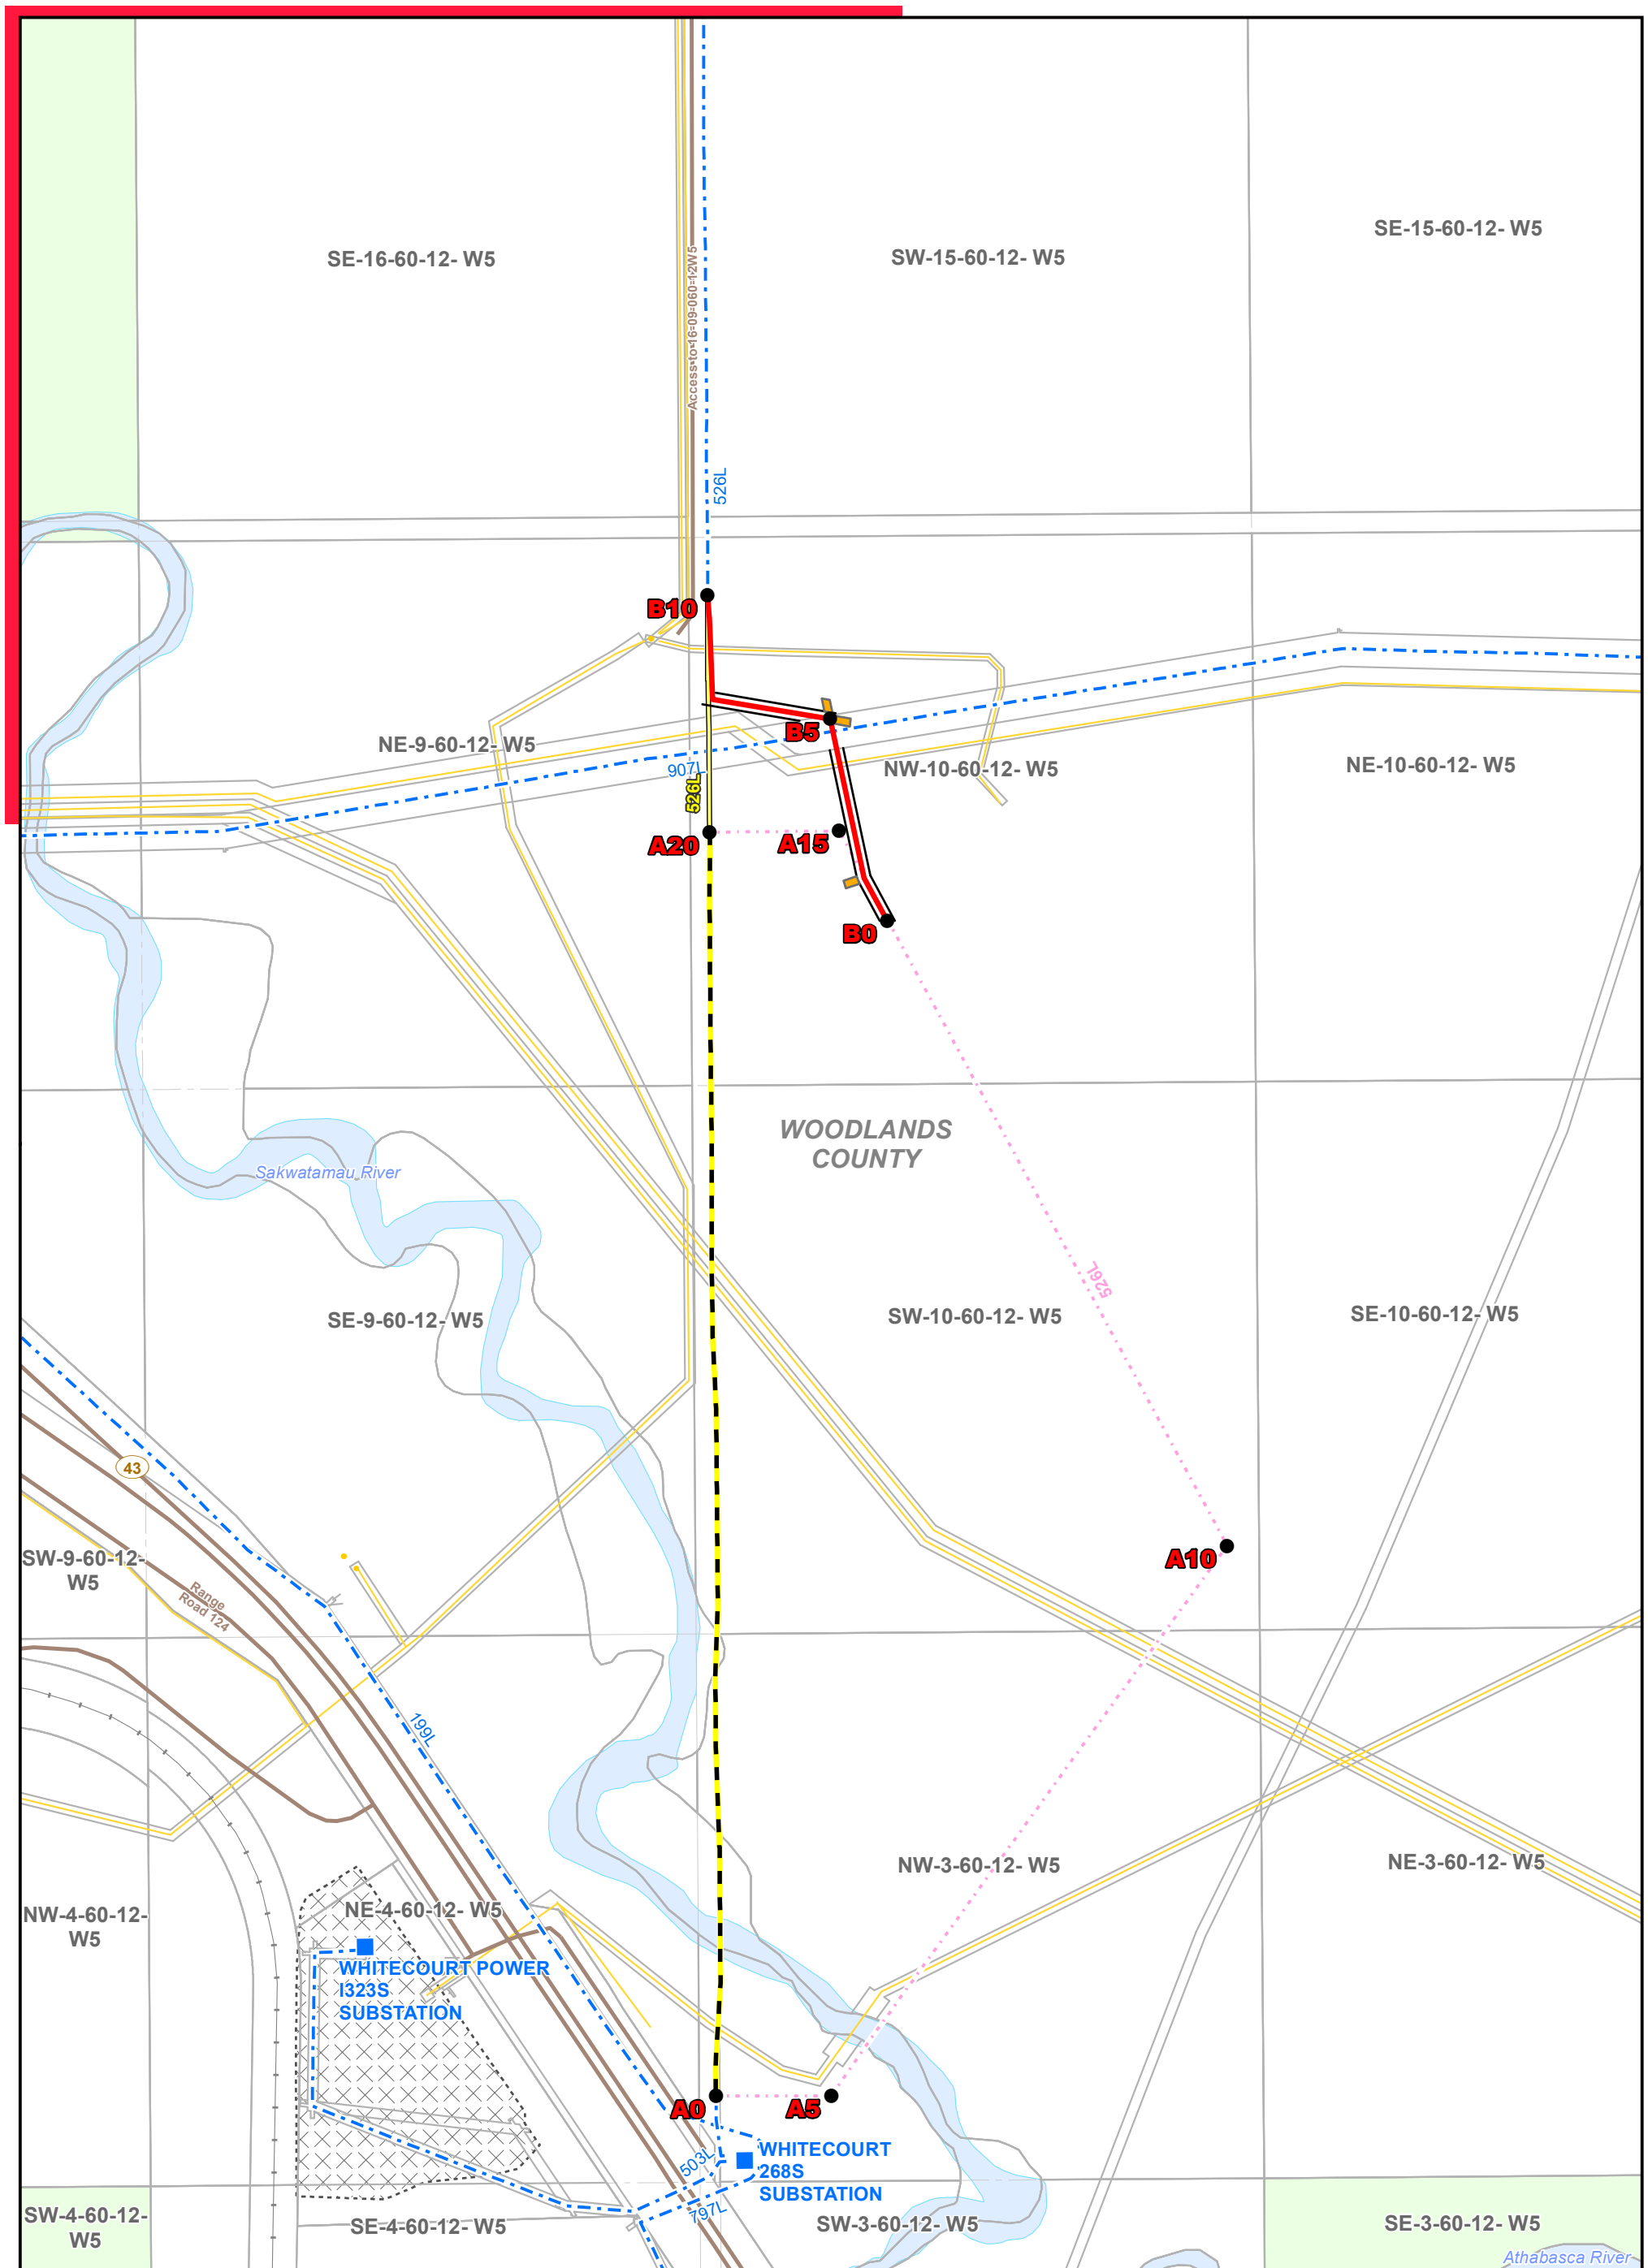 SE-15-60-12- W5
SE-16-60-12- W5
SW-15-60-12- W5
Access to 16-09-060-12W5
526L
B10
B5
NE-9-60-12- W5
907L
NW-10-60-12- W5
NE-10-60-12- W5
526L
A20
A15
B0
WOODLANDS
COUNTY
Sakwatamau River
526L
SE-9-60-12- W5
SW-10-60-12- W5
SE-10-60-12- W5
43
A10
SW-9-60-12-
W5
Range
Road 124
199L
NW-3-60-12- W5
NE-3-60-12- W5
NE-4-60-12- W5
NW-4-60-12-
W5
WHITECOURT POWER
I323S
SUBSTATION
A0
A5
503L
WHITECOURT
268S
SUBSTATION
797L
SW-4-60-12-
W5
SE-4-60-12- W5
SW-3-60-12- W5
SE-3-60-12- W5
Athabasca River